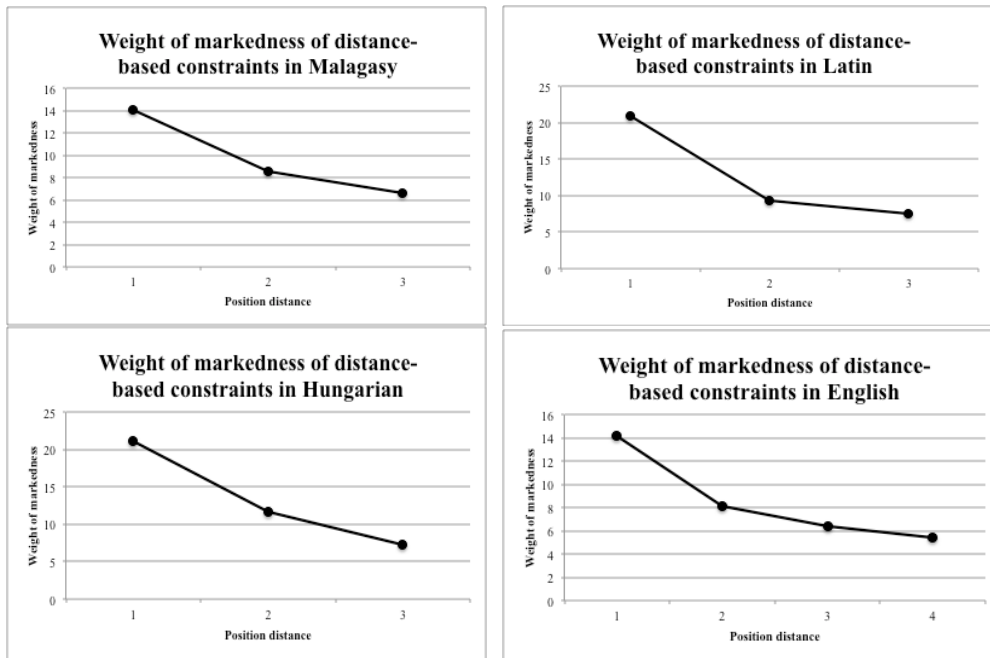 Weight of markedness of distance-
based constraints in Malagasy
16
14
12
10
8
6
4
2
0
Weight of markedness
1 2 3
Position distance
Weight of markedness of distance-
based constraints in Latin
25
20
15
10
5
0
Weight of markedness
1 2 3
Position distance
Weight of markedness of distance-
based constraints in Hungarian
25
20
15
10
5
0
Weight of markedness
1 2 3
Position distance
Weight of markedness of distance-
based constraints in English
16
14
12
10
8
6
4
2
0
Weight of markedness
1 2 3 4
Position distance